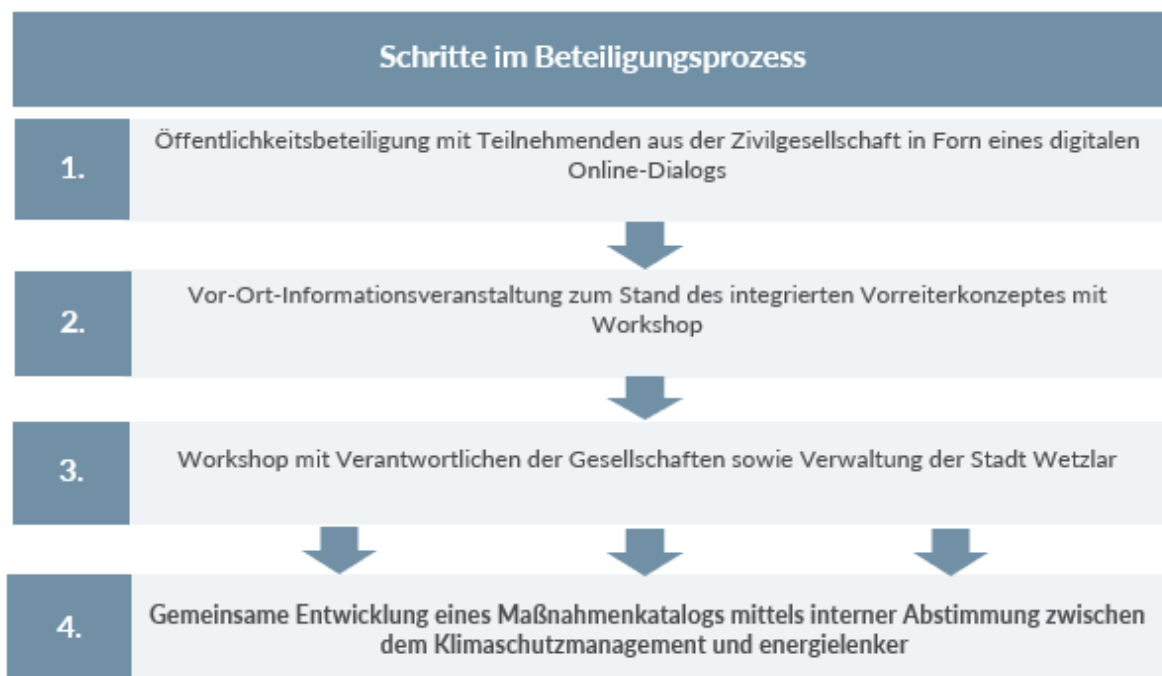 Schritte im Beteiligungsprozess
1.
Öffentlichkeitsbeteiligung mit Teilnehmenden aus der Zivilgesellschaft in Forn eines digitalen
Online-Dialogs
2.
Vor-Ort-Informationsveranstaltung zum Stand des integrierten Vorreiterkonzeptes mit
Workshop
3.
Workshop mit Verantwortlichen der Gesellschaften sowie Verwaltung der Stadt Wetzlar
4.
Gemeinsame Entwicklung eines Maßnahmenkatalogs mittels interner Abstimmung zwischen
dem Klimaschutzmanagement und energielenker